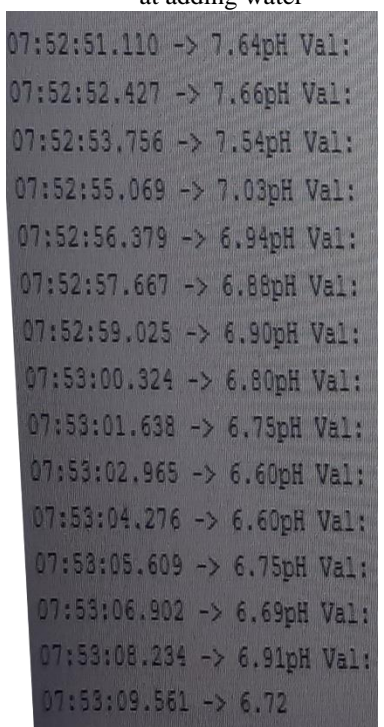 at adding water
07:52:51.110 -> 7.64pH Val:
07:52:52.427 -> 7.66pH Val:
07:52:53.756 -> 7.54pH Val:
07:52:55.069 -> 7.03pH Val:
07:52:56.379 -> 6.94pH Val:
07:52:57.667 -> 6.88pH Val:
07:52:59.025 -> 6.90pH Val:
07:53:00.324 -> 6.80pH Val:
07:53:01.638 -> 6.75pH Val:
07:53:02.965 -> 6.60pH Val:
07:53:04.276 -> 6.60pH Val:
07:53:05.609 -> 6.75pH Val:
07:53:06.902 -> 6.69pH Val:
07:53:08.234 -> 6.91pH Val:
07:53:09.561 -> 6.72